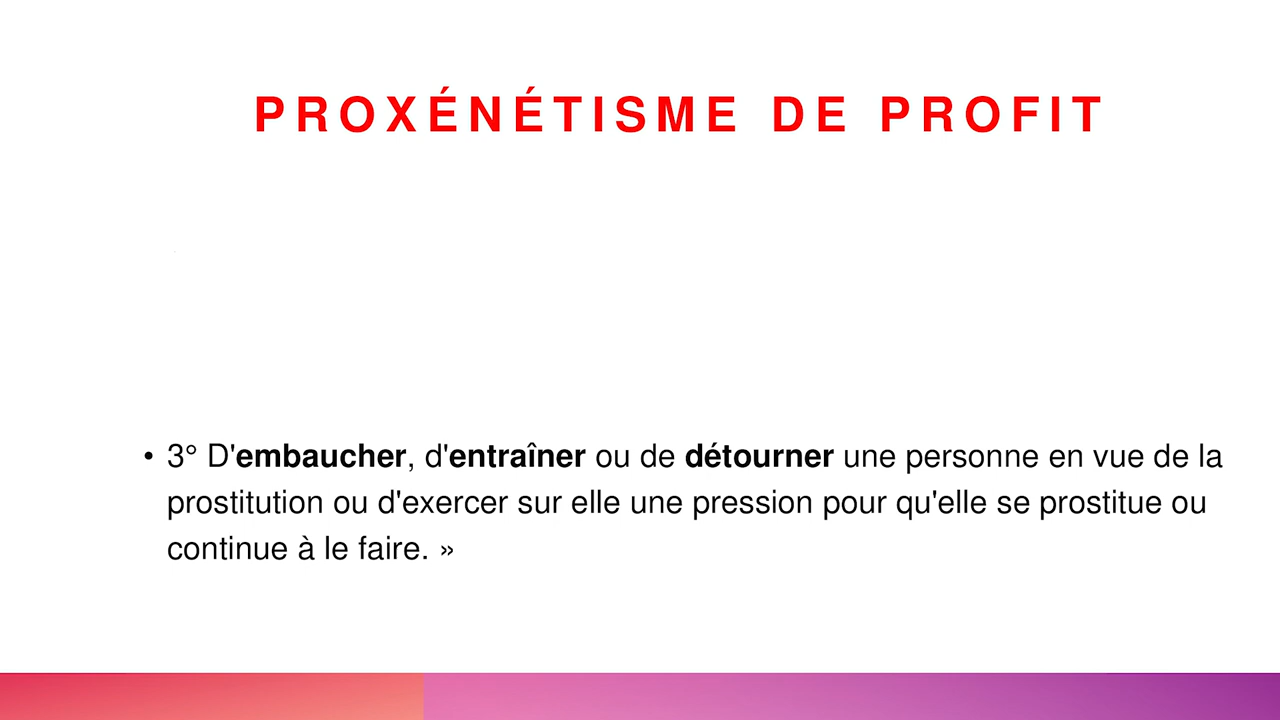 PROXÉNÉTISME DE PROFIT
• 3° D'embaucher, d'entraîner ou de détourner une personne en vue de la
prostitution ou d'exercer sur elle une pression pour qu'elle se prostitue ou
continue à le faire. »